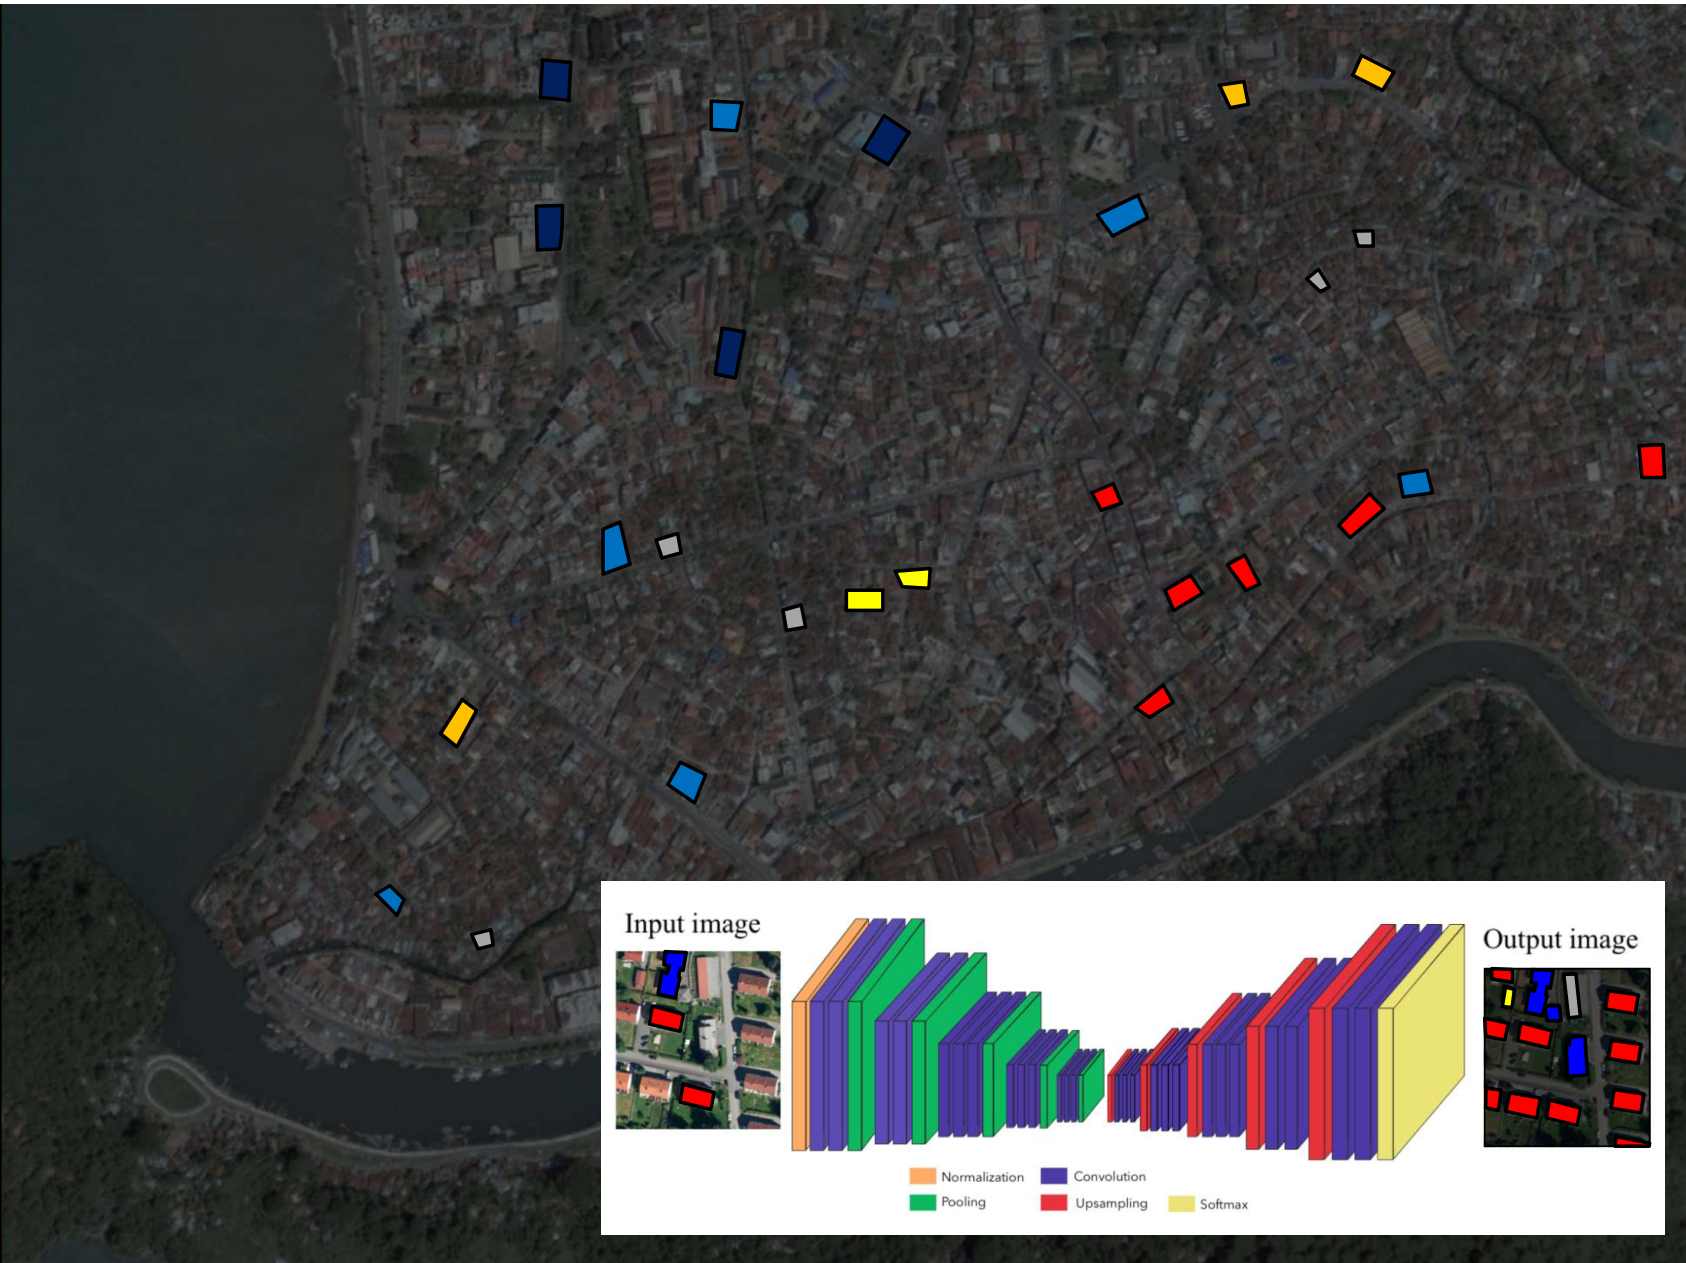 Input image
Output image
Normalization
Convolution
Pooling
Upsampling
Softmax